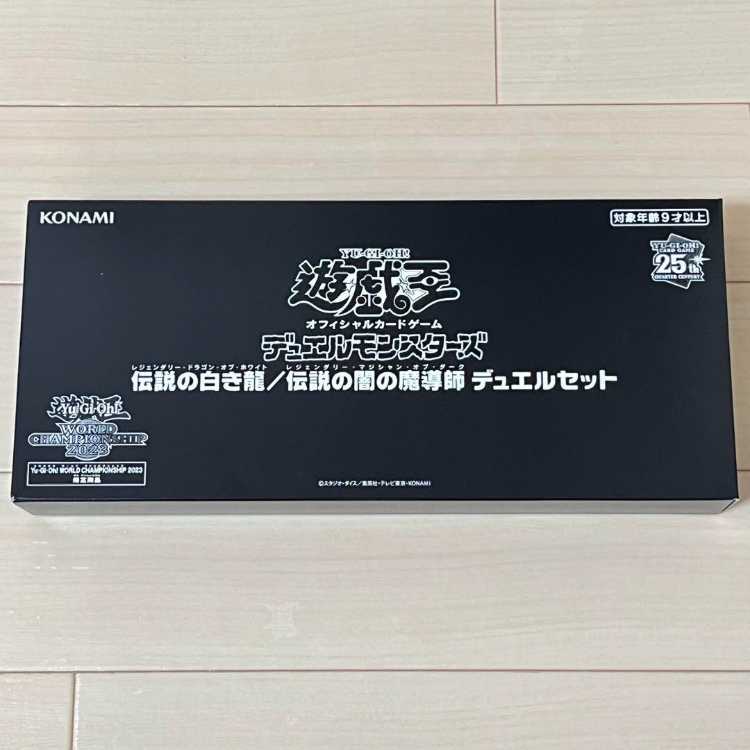 KONAMI
対象年齢9才以上
YU-GI-OH!
遊戯王
オフィシャルカードゲーム
デュエルモンスターズ
YU-GI-OH!
CARD GAME
25th
QUARTER CENTURY
レジェンダリー・ドラゴン・オブ・ホワイト レジェンダリー・マジシャン・オブ・ダーク
伝説の白き龍／伝説の闇の魔導師 デュエルセット
Yu-Gi-Oh!
WORLD
CHAMPIONSHIP
2023
Yu-Gi-Oh! WORLD CHAMPIONSHIP 2023
限定商品
©スタジオ・ダイス／集英社・テレビ東京・KONAMI